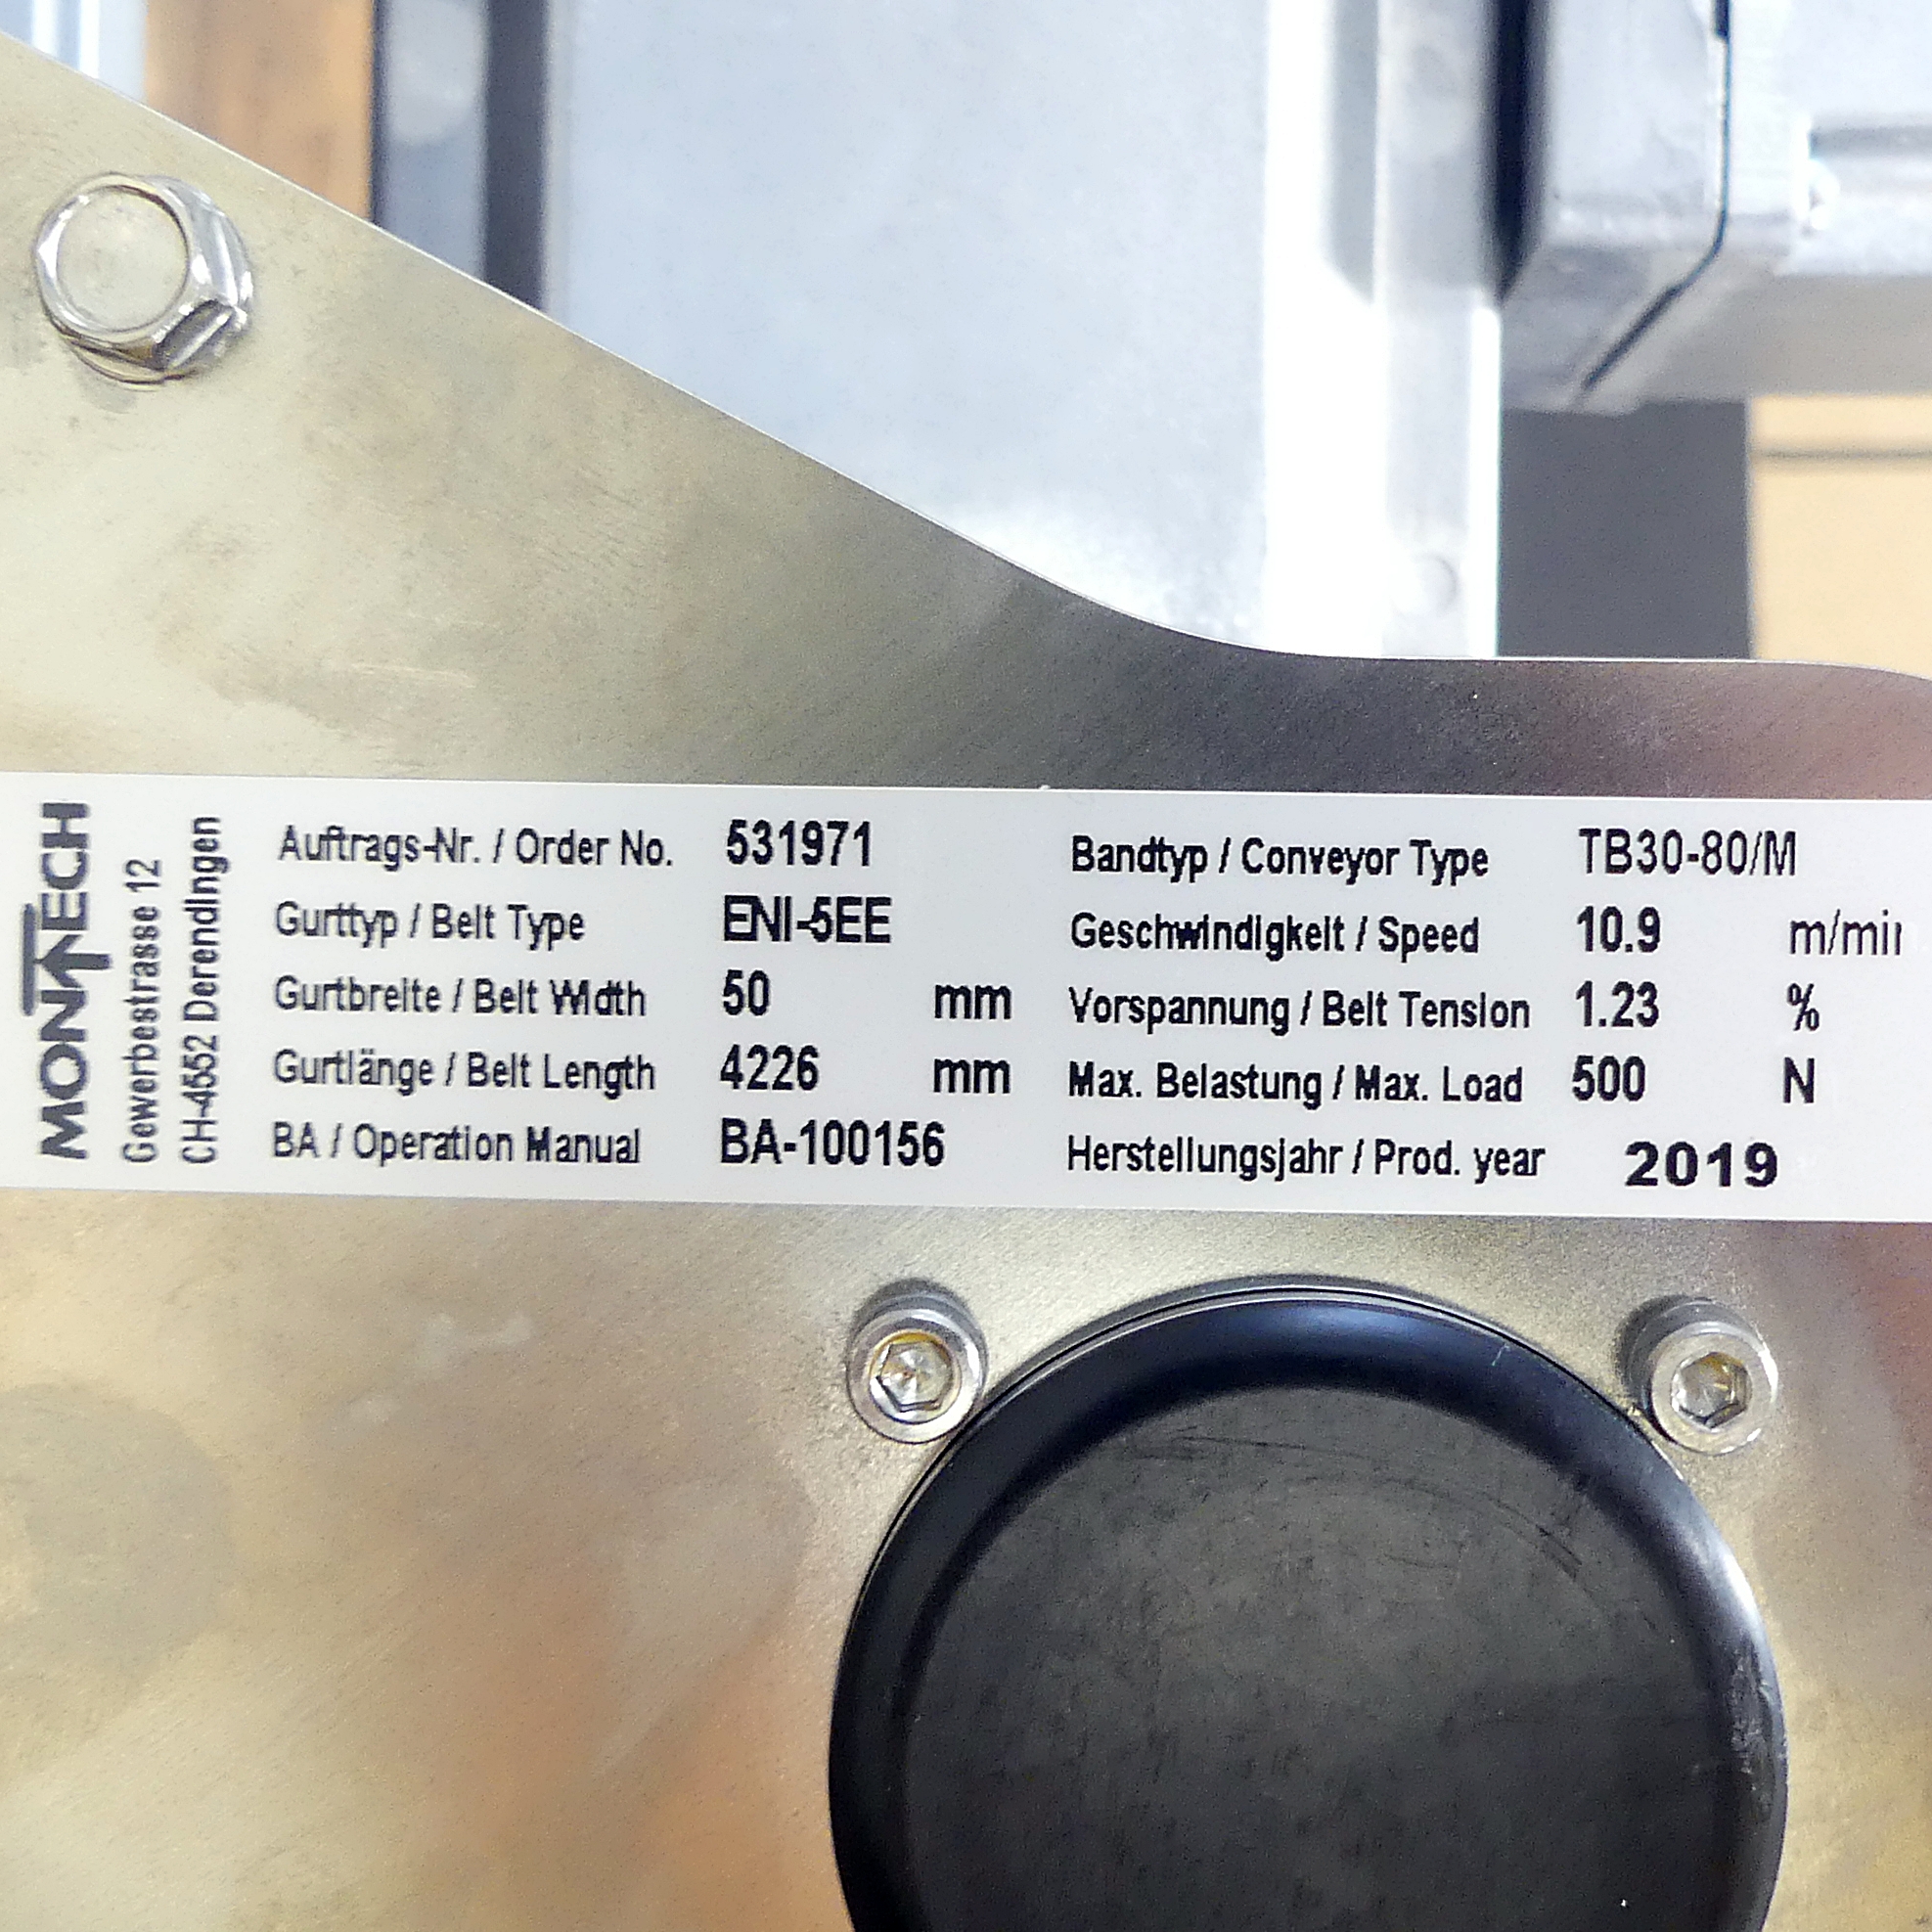 MONTECH
Gewerbestrasse 12
CH-4552 Derendingen
Auftrags-Nr. / Order No. 531971
Gurttyp / Belt Type ENI-5EE
Gurtbreite / Belt Width 50 mm
Gurtlänge / Belt Length 4226 mm
BA / Operation Manual BA-100156
Bandtyp / Conveyor Type TB30-80/M
Geschwindigkeit / Speed 10.9 m/min
Vorspannung / Belt Tension 1.23 %
Max. Belastung / Max. Load 500 N
Herstellungsjahr / Prod. year 2019